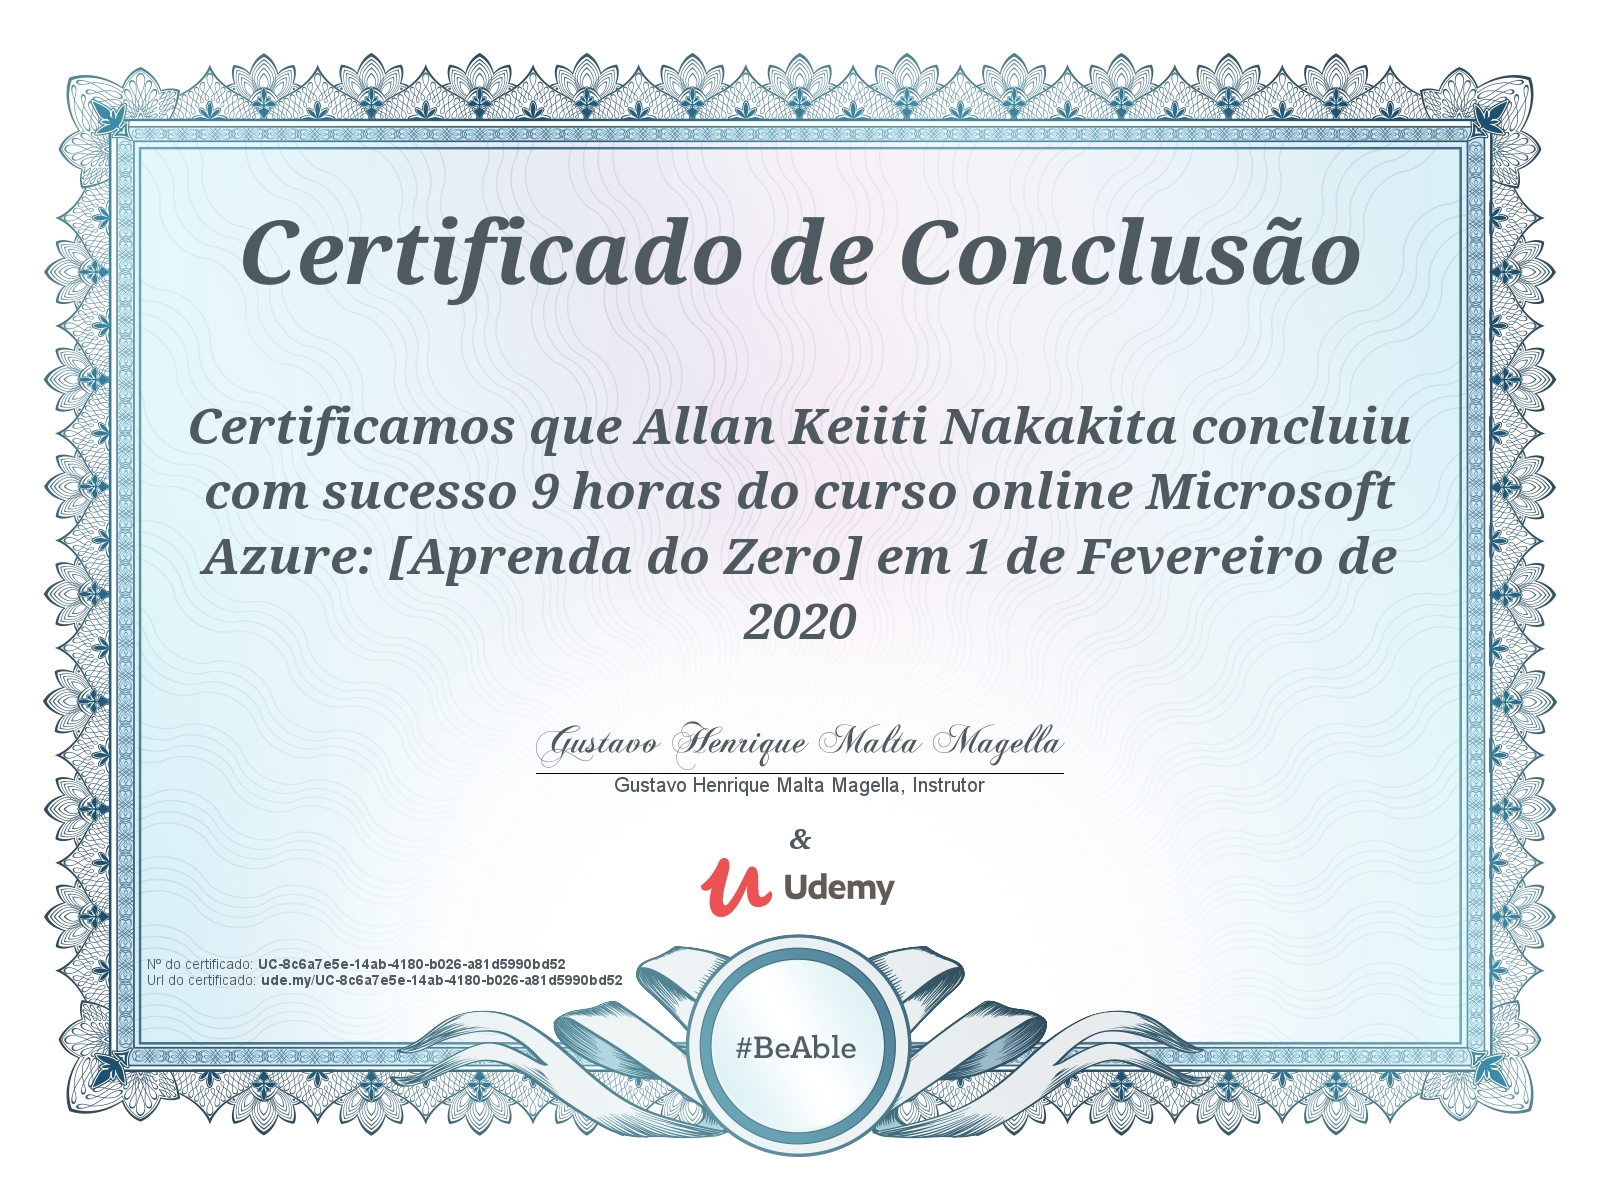 Certificado de Conclusão
Certificamos que Allan Keiiti Nakakita concluiu
com sucesso 9 horas do curso online Microsoft
Azure: [Aprenda do Zero] em 1 de Fevereiro de
2020
Gustavo Henrique Malta Magella
Gustavo Henrique Malta Magella, Instrutor
&
Udemy
Nº do certificado: UC-8c6a7e5e-14ab-4180-b026-a81d5990bd52
Url do certificado: ude.my/UC-8c6a7e5e-14ab-4180-b026-a81d5990bd52
#BeAble